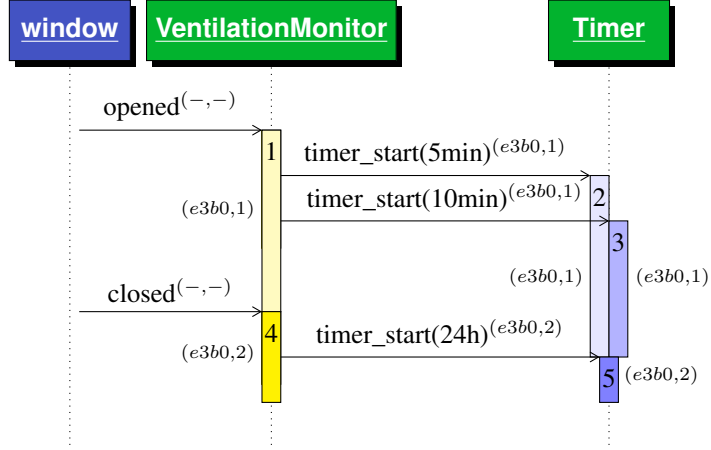 window VentilationMonitor Timer
opened(−,−)
1 timer_start(5min)(e3b0,1)
2
timer_start(10min)(e3b0,1)
(e3b0,1)
3
(e3b0,1) (e3b0,1)
closed(−,−)
4 timer_start(24h)(e3b0,2)
(e3b0,2)
5 (e3b0,2)